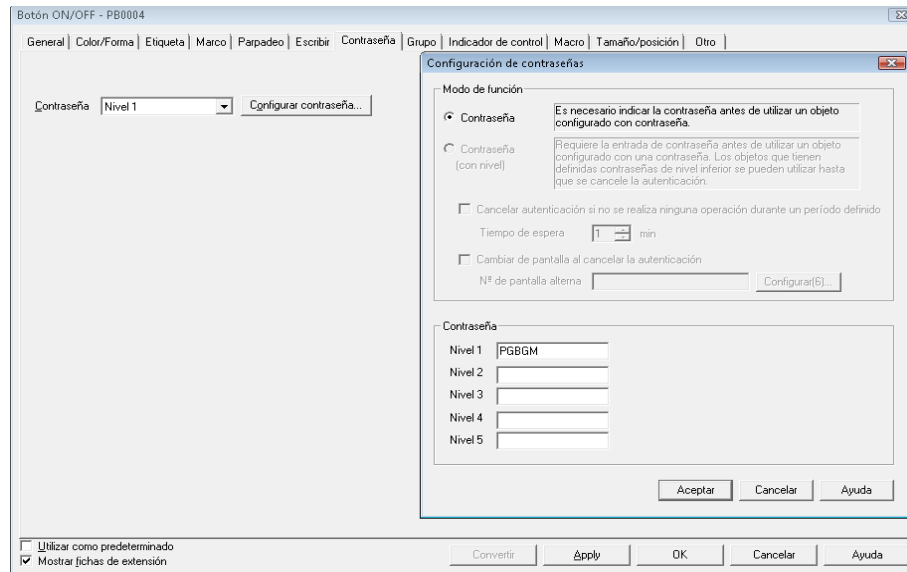 Botón ON/OFF - PB0004
General Color/Forma Etiqueta Marco Parpadeo Escribir Contraseña Grupo Indicador de control Macro Tamaño/posición Otro
Contraseña Nivel 1 Configurar contraseña...
Configuración de contraseñas
Modo de función
Contraseña
Es necesario indicar la contraseña antes de utilizar un objeto
configurado con contraseña.
Contraseña
(con nivel)
Requiere la entrada de contraseña antes de utilizar un objeto
configurado con una contraseña. Los objetos que tienen
definidas contraseñas de nivel inferior se pueden utilizar hasta
que se cancele la autenticación.
Cancelar autenticación si no se realiza ninguna operación durante un período definido
Tiempo de espera 1 min
Cambiar de pantalla al cancelar la autenticación
Nº de pantalla alterna Configurar(6)...
Contraseña
Nivel 1 PGBGM
Nivel 2
Nivel 3
Nivel 4
Nivel 5
Aceptar Cancelar Ayuda
Utilizar como predeterminado
Mostrar fichas de extensión
Convertir Apply OK Cancelar Ayuda